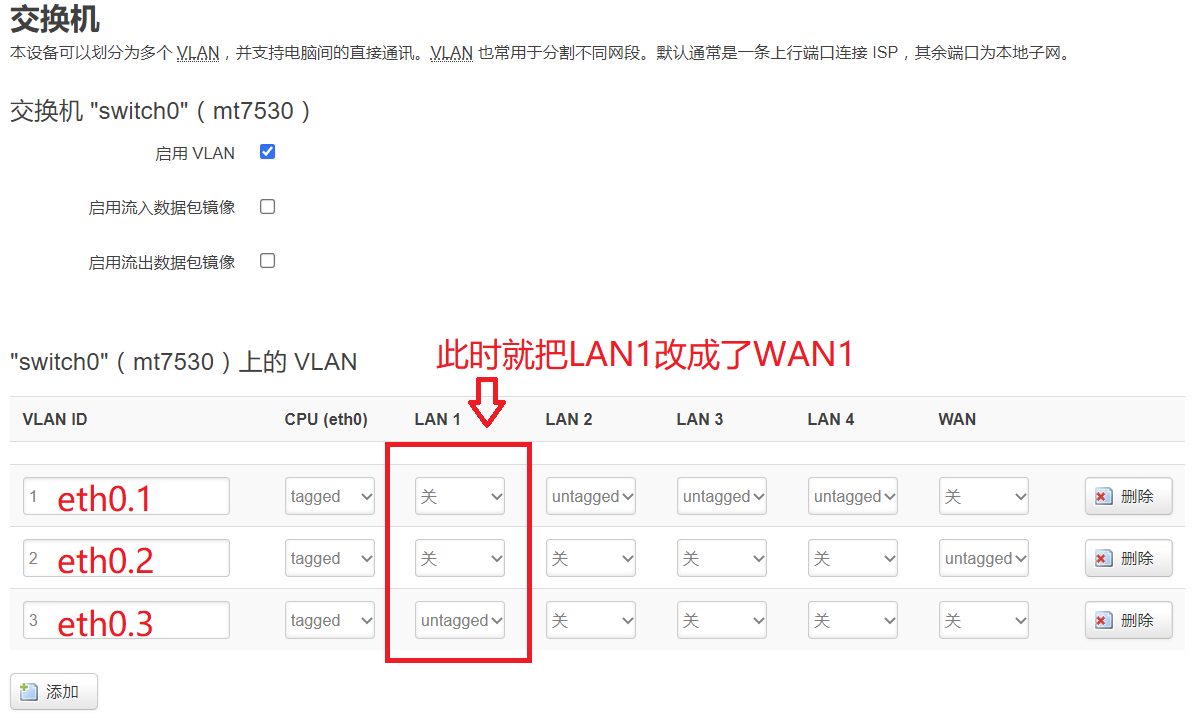 交换机
本设备可以划分为多个 VLAN，并支持电脑间的直接通讯。VLAN 也常用于分割不同网段。默认通常是一条上行端口连接 ISP，其余端口为本地子网。
交换机 "switch0"（mt7530）
启用 VLAN
启用流入数据包镜像
启用流出数据包镜像
此时就把LAN1改成了WAN1
"switch0"（mt7530）上的 VLAN
VLAN ID CPU (eth0) LAN 1 LAN 2 LAN 3 LAN 4 WAN
1 eth0.1 tagged 关 untagged untagged untagged 关 删除
2 eth0.2 tagged 关 关 关 关 untagged 删除
3 eth0.3 tagged untagged 关 关 关 关 删除
添加